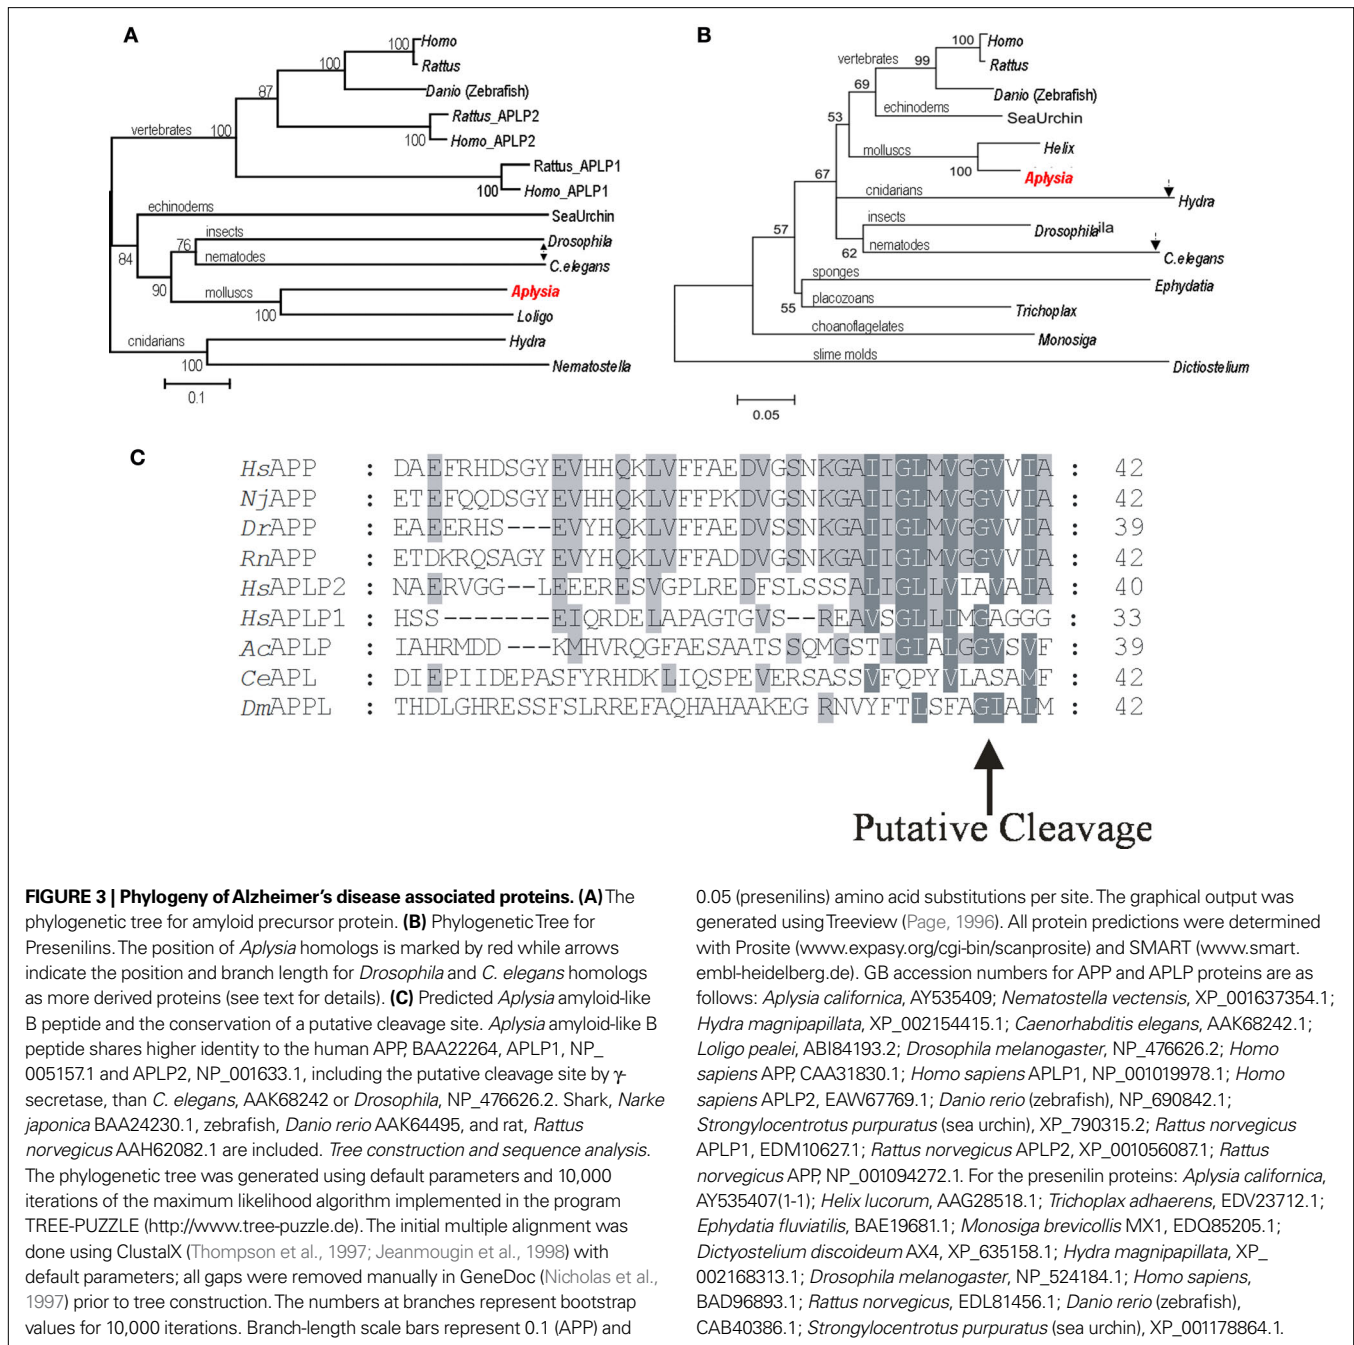 A
Homo
100
Rattus
100
Danio (Zebrafish)
87
Rattus_APLP2
vertebrates
100
100
Homo_APLP2
Rattus_APLP1
100
Homo_APLP1
echinodems
SeaUrchin
insects
Drosophila
76
nematodes
C.elegans
84
90
molluscs
Aplysia
100
Loligo
cnidarians
Hydra
100
Nematostella
0.1
B
Homo
100
vertebrates
99
Rattus
69
Danio (Zebrafish)
echinodems
53
SeaUrchin
Helix
molluscs
100
Aplysia
67
cnidarians
Hydra
insects
57
Drosophila ila
nematodes
62
C.elegans
sponges
Ephydatia
placozoans
55
Trichoplax
choanoflagelates
Monosiga
slime molds
Dictiostelium
0.05
C
HsAPP : DAEFRHDSGYEVHHQKLVFFAEDVGSNKGAIIGLMVGGVVIA : 42
NjAPP : ETEFQQDSGYEVHHQKLVFFPKDVGSNKGAIIGLMVGGVVIA : 42
DrAPP : EAEERHS---EVYHQKLVFFAEDVSSNKGAIIGLMVGGVVIA : 39
RnAPP : ETDKRQSAGYEVYHQKLVFFADDVGSNKGAIIGLMVGGVVIA : 42
HsAPLP2 : NAERVGG--LEEERESVGPLREDFSLSSSALIGLLVIAVAIA : 40
HsAPLP1 : HSS-------EIQRDELAPAGTGVS--REAVSGLLIMGAGGG : 33
AcAPLP : IAHRMDD---KMHVRQGFAESAATSSQMGSTIGIALGGVSVF : 39
CeAPL : DIEPIIDEPASFYRHDKLIQSPEVERSASSVFQPYVLASAMF : 42
DmAPPL : THDLGHRESSFSLRREFAQHAHAAKEG RNVYFTLSFAGIALM : 42
Putative Cleavage
FIGURE 3 | Phylogeny of Alzheimer's disease associated proteins. (A) The
phylogenetic tree for amyloid precursor protein. (B) Phylogenetic Tree for
Presenilins. The position of Aplysia homologs is marked by red while arrows
indicate the position and branch length for Drosophila and C. elegans homologs
as more derived proteins (see text for details). (C) Predicted Aplysia amyloid-like
B peptide and the conservation of a putative cleavage site. Aplysia amyloid-like B
peptide shares higher identity to the human APP, BAA22264, APLP1, NP_
005157.1 and APLP2, NP_001633.1, including the putative cleavage site by γ-
secretase, than C. elegans, AAK68242 or Drosophila, NP_476626.2. Shark, Narke
japonica BAA24230.1, zebrafish, Danio rerio AAK64495, and rat, Rattus
norvegicus AAH62082.1 are included. Tree construction and sequence analysis.
The phylogenetic tree was generated using default parameters and 10,000
iterations of the maximum likelihood algorithm implemented in the program
TREE-PUZZLE (http://www.tree-puzzle.de). The initial multiple alignment was
done using ClustalX (Thompson et al., 1997; Jeanmougin et al., 1998) with
default parameters; all gaps were removed manually in GeneDoc (Nicholas et al.,
1997) prior to tree construction. The numbers at branches represent bootstrap
values for 10,000 iterations. Branch-length scale bars represent 0.1 (APP) and
0.05 (presenilins) amino acid substitutions per site. The graphical output was
generated using Treeview (Page, 1996). All protein predictions were determined
with Prosite (www.expasy.org/cgi-bin/scanprosite) and SMART (www.smart.
embl-heidelberg.de). GB accession numbers for APP and APLP proteins are as
follows: Aplysia californica, AY535409; Nematostella vectensis, XP_001637354.1;
Hydra magnipapillata, XP_002154415.1; Caenorhabditis elegans, AAK68242.1;
Loligo pealei, ABI84193.2; Drosophila melanogaster, NP_476626.2; Homo
sapiens APP, CAA31830.1; Homo sapiens APLP1, NP_001019978.1; Homo
sapiens APLP2, EAW67769.1; Danio rerio (zebrafish), NP_690842.1;
Strongylocentrotus purpuratus (sea urchin), XP_790315.2; Rattus norvegicus
APLP1, EDM10627.1; Rattus norvegicus APLP2, XP_001056087.1; Rattus
norvegicus APP, NP_001094272.1. For the presenilin proteins: Aplysia californica,
AY535407(1-1); Helix lucorum, AAG28518.1; Trichoplax adhaerens, EDV23712.1;
Ephydatia fluviatilis, BAE19681.1; Monosiga brevicollis MX1, EDQ85205.1;
Dictyostelium discoideum AX4, XP_635158.1; Hydra magnipapillata, XP_
002168313.1; Drosophila melanogaster, NP_524184.1; Homo sapiens,
BAD96893.1; Rattus norvegicus, EDL81456.1; Danio rerio (zebrafish),
CAB40386.1; Strongylocentrotus purpuratus (sea urchin), XP_001178864.1.